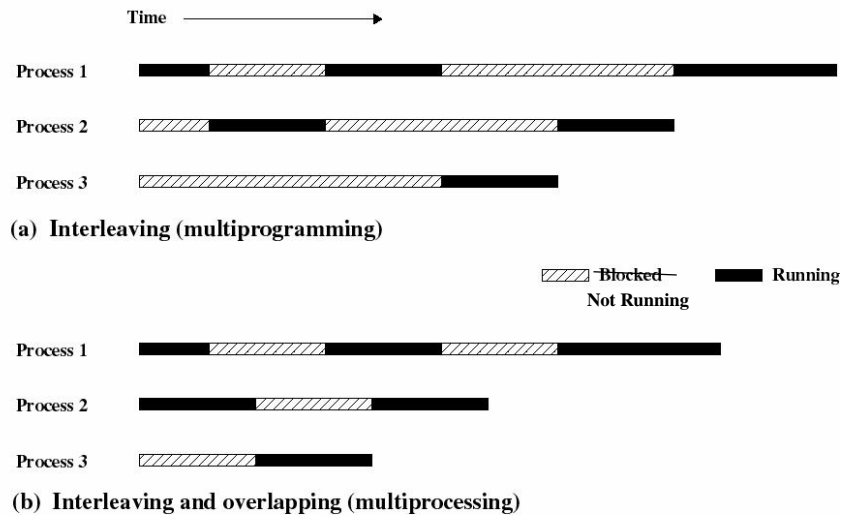 Time
Process 1
Process 2
Process 3
(a) Interleaving (multiprogramming)
Blocked Running
Not Running
Process 1
Process 2
Process 3
(b) Interleaving and overlapping (multiprocessing)